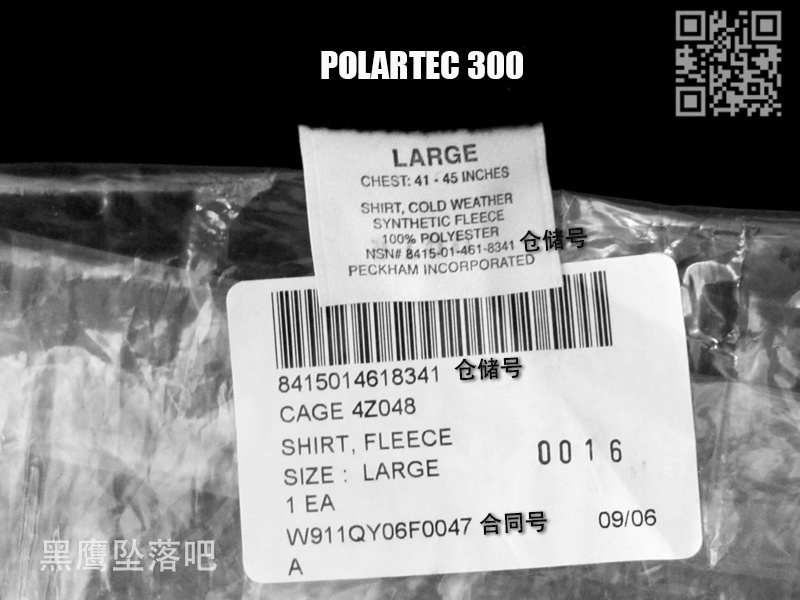 POLARTEC 300
LARGE
CHEST: 41 - 45 INCHES
SHIRT, COLD WEATHER
SYNTHETIC FLEECE
100% POLYESTER
NSN# 8415-01-461-8341 仓储号
PECKHAM INCORPORATED
8415014618341 仓储号
CAGE 4Z048
SHIRT, FLEECE
0016
SIZE : LARGE
1 EA
W911QY06F0047 合同号 09/06
A
黑鹰坠落吧